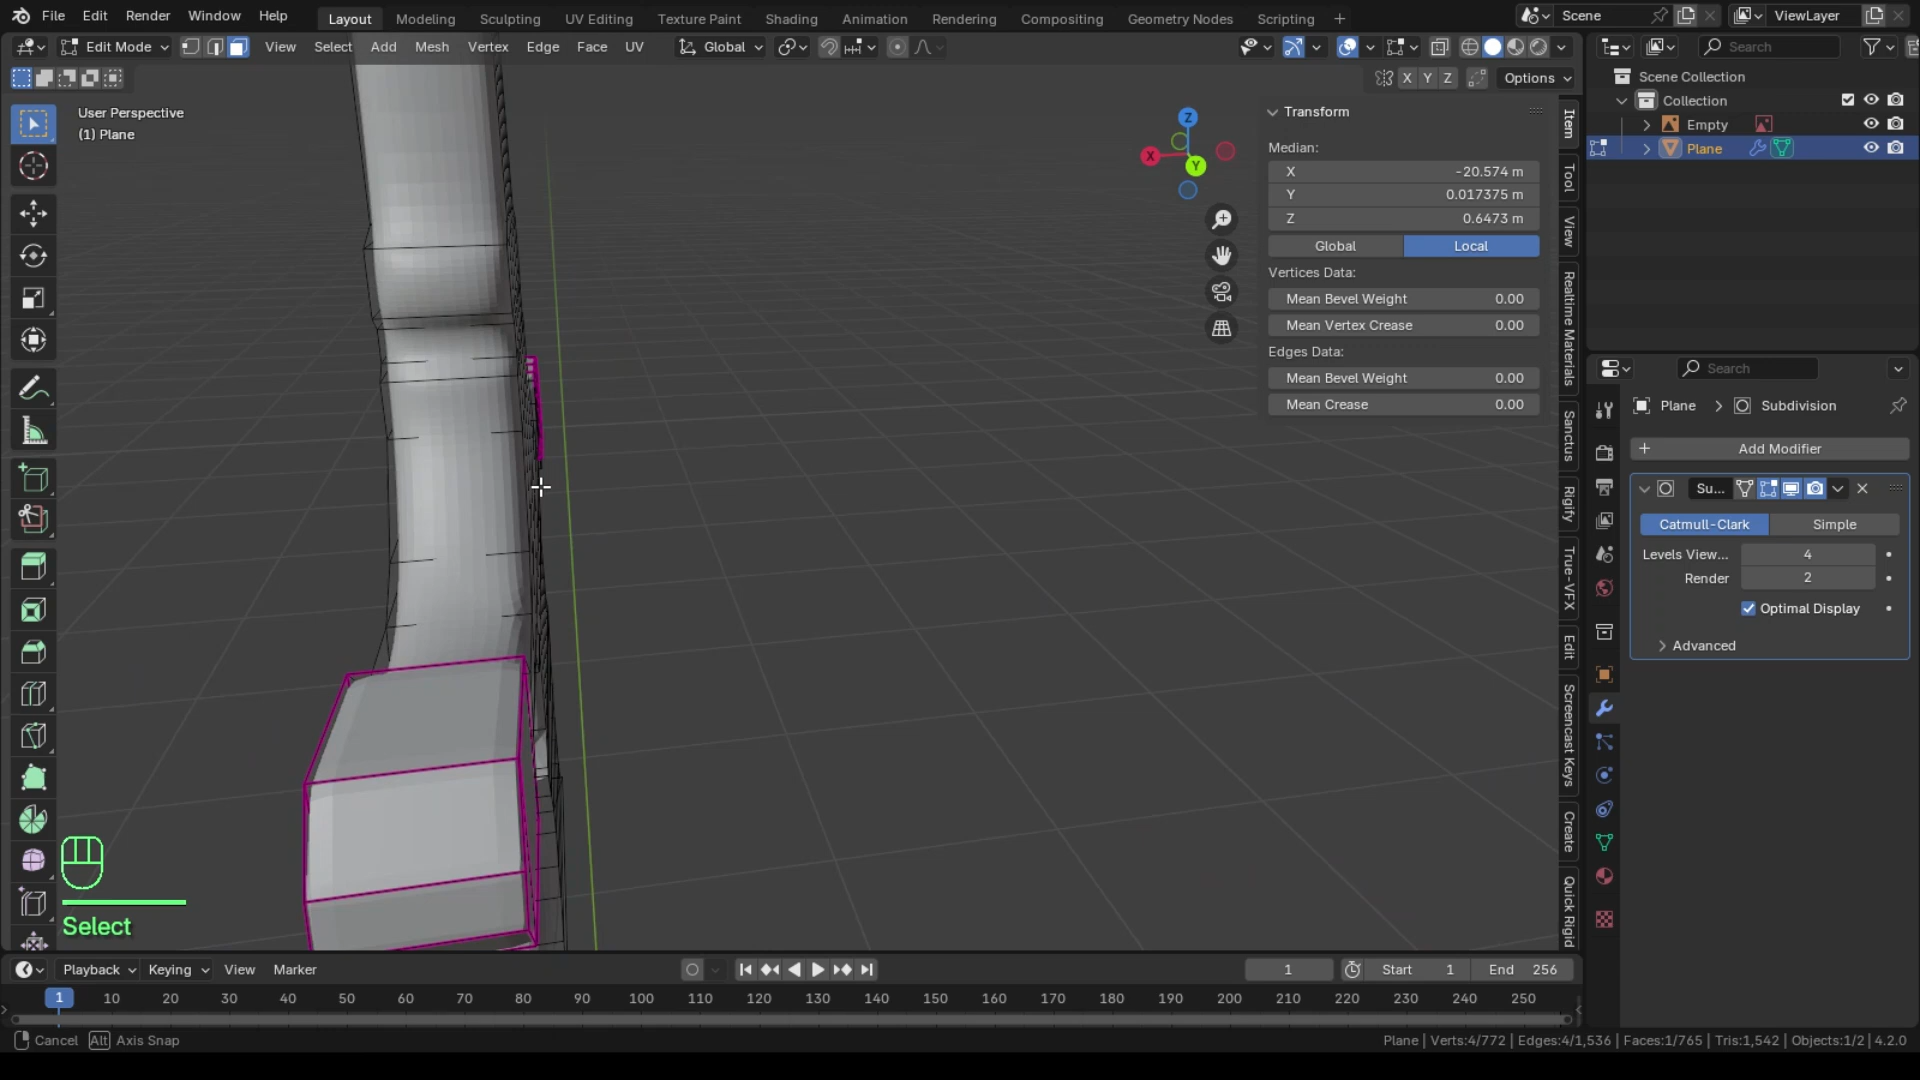 File Edit Render Window Help Layout Modeling Sculpting UV Editing Texture Paint Shading Animation Rendering Compositing Geometry Nodes Scripting + Scene ViewLayer
Edit Mode View Select Add Mesh Vertex Edge Face UV Global Search
X Y Z Options Scene Collection
Collection
Empty
Plane
User Perspective
(1) Plane
Z
X
Y
Transform
Median:
X -20.574 m
Y 0.017375 m
Z 0.6473 m
Global Local
Vertices Data:
Mean Bevel Weight 0.00
Mean Vertex Crease 0.00
Edges Data:
Mean Bevel Weight 0.00
Mean Crease 0.00
Item
Tool
View
Realtime Materials
Sanctus
Rigify
True-VFX
Edit
Screencast Keys
Create
Quick Rigid
Search
Plane > Subdivision
+ Add Modifier
Su...
Catmull-Clark Simple
Levels View... 4
Render 2
Optimal Display
Advanced
Select
Playback Keying View Marker 1 Start 1 End 256
1 10 20 30 40 50 60 70 80 90 100 110 120 130 140 150 160 170 180 190 200 210 220 230 240 250
Cancel Alt Axis Snap Plane | Verts:4/772 | Edges:4/1,536 | Faces:1/765 | Tris:1,542 | Objects:1/2 | 4.2.0